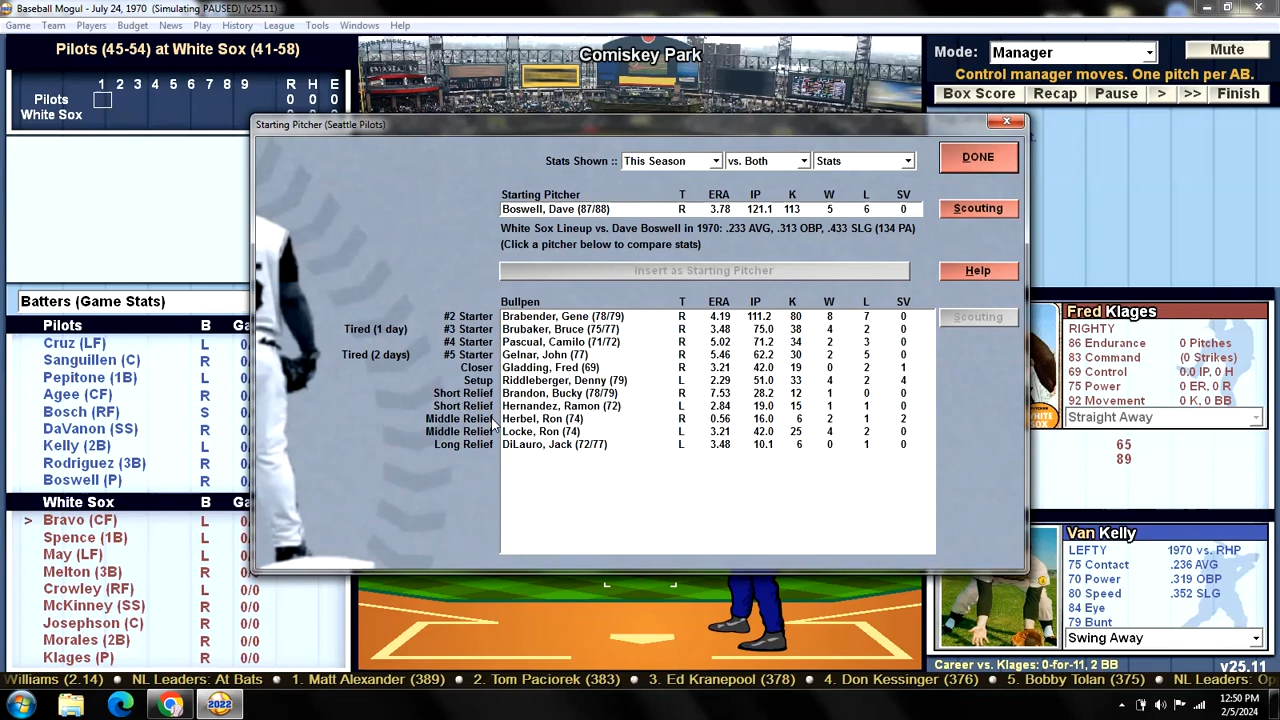 Baseball Mogul - July 24, 1970 (Simulating PAUSED) (v25.11)
Game Team Players Budget News Play History League Tools Windows Help
Pilots (45-54) at White Sox (41-58)
1 2 3 4 5 6 7 8 9 R H E
Pilots 0 0 0
White Sox 0 0 0
Comiskey Park
Mode: Manager Mute
Control manager moves. One pitch per AB.
Box Score Recap Pause > >> Finish
Starting Pitcher (Seattle Pilots)
Stats Shown :: This Season vs. Both Stats DONE
Starting Pitcher T ERA IP K W L SV
Boswell, Dave (87/88) R 3.78 121.1 113 5 6 0 Scouting
White Sox Lineup vs. Dave Boswell in 1970: .233 AVG, .313 OBP, .433 SLG (134 PA)
(Click a pitcher below to compare stats)
Insert as Starting Pitcher Help
Bullpen T ERA IP K W L SV
#2 Starter Brabender, Gene (78/79) R 4.19 111.2 80 8 7 0 Scouting
Tired (1 day) #3 Starter Brubaker, Bruce (75/77) R 3.48 75.0 38 4 2 0
#4 Starter Pascual, Camilo (71/72) R 5.02 71.2 34 2 3 0
Tired (2 days) #5 Starter Gelnar, John (77) R 5.46 62.2 30 2 5 0
Closer Gladding, Fred (69) R 3.21 42.0 19 0 2 1
Setup Riddleberger, Denny (79) L 2.29 51.0 33 4 2 4
Short Relief Brandon, Bucky (78/79) R 7.53 28.2 12 1 0 0
Short Relief Hernandez, Ramon (72) L 2.84 19.0 15 1 1 0
Middle Relief Herbel, Ron (74) R 0.56 16.0 6 2 1 2
Middle Relief Locke, Ron (74) L 3.21 42.0 25 4 2 0
Long Relief DiLauro, Jack (72/77) L 3.48 10.1 6 0 1 0
Batters (Game Stats)
Pilots B Ga
Cruz (LF) L
Sanguillen (C) R
Pepitone (1B) L
Agee (CF) R
Bosch (RF) S
DaVanon (SS) R
Kelly (2B) L
Rodriguez (3B) R
Boswell (P) R
White Sox B Ga
> Bravo (CF) L 0/0
Spence (1B) L 0/0
May (LF) L 0/0
Melton (3B) R 0/0
Crowley (RF) L 0/0
McKinney (SS) R 0/0
Josephson (C) R 0/0
Morales (2B) R 0/0
Klages (P) R 0/0
Fred Klages
RIGHTY
86 Endurance 0 Pitches
83 Command (0 Strikes)
69 Control 0.0 IP, 0 H
75 Power 0 ER, 0 R
92 Movement 0 K, 0 BB
Straight Away
65
89
Van Kelly
LEFTY 1970 vs. RHP
75 Contact .236 AVG
70 Power .319 OBP
80 Speed .352 SLG
84 Eye
79 Bunt
Swing Away
Career vs. Klages: 0-for-11, 2 BB v25.11
Williams (2.14) NL Leaders: At Bats 1. Matt Alexander (389) 2. Tom Paciorek (383) 3. Ed Kranepool (378) 4. Don Kessinger (376) 5. Bobby Tolan (375) NL Leaders: Op
2022
12:50 PM
2/5/2024